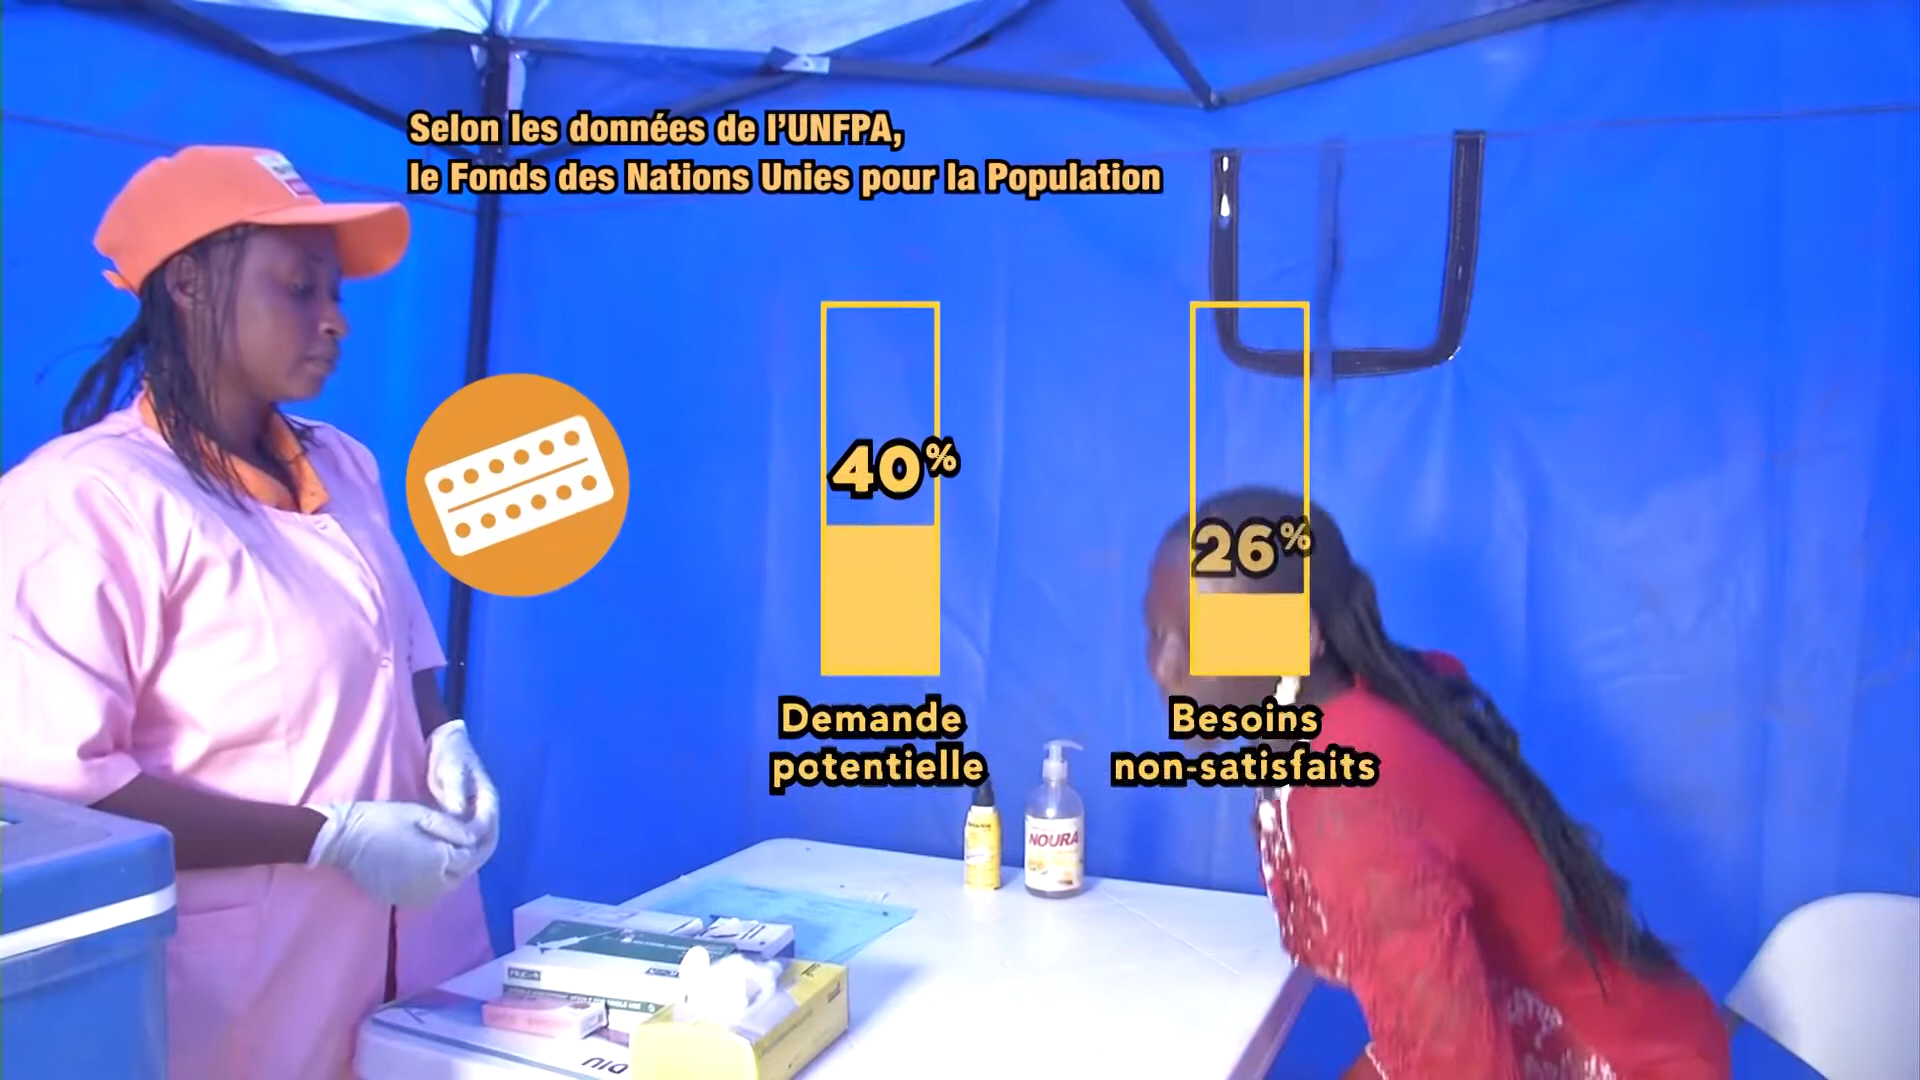 Selon les données de l'UNFPA,
le Fonds des Nations Unies pour la Population
40%
26%
Demande
potentielle
Besoins
non-satisfaits
NOURA
DIU